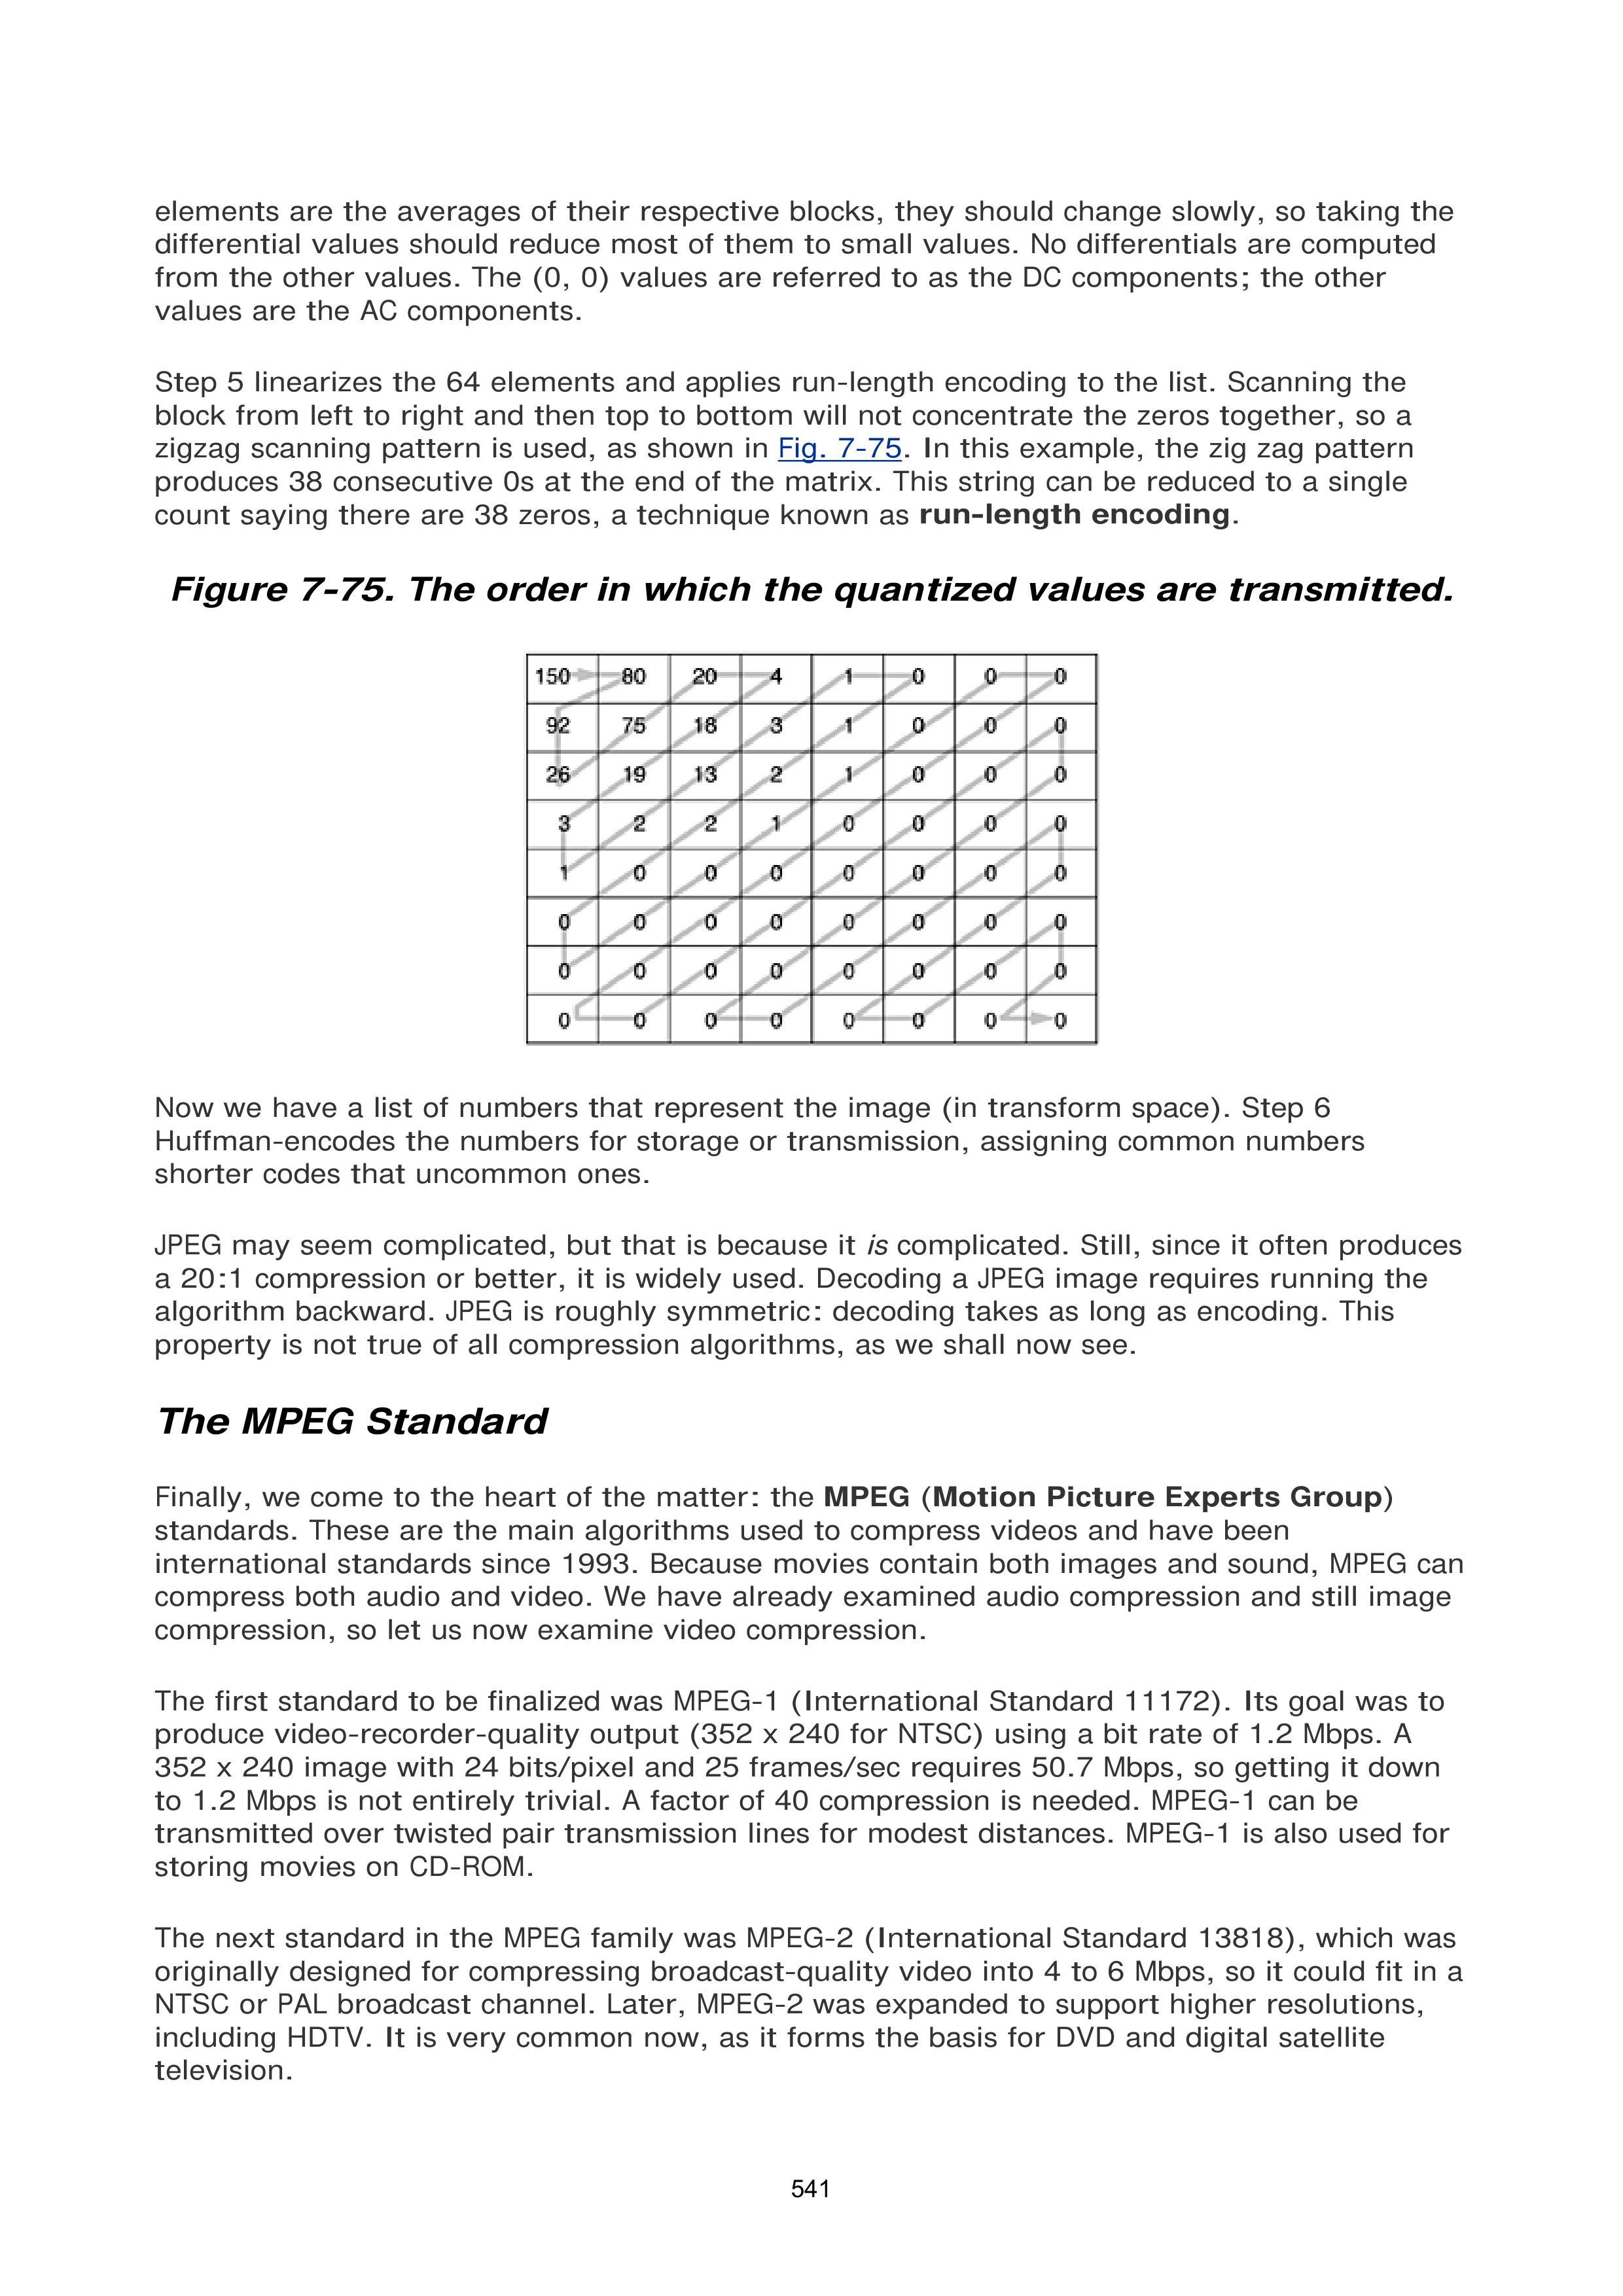 elements are the averages of their respective blocks, they should change slowly, so taking the
differential values should reduce most of them to small values. No differentials are computed
from the other values. The (0, 0) values are referred to as the DC components; the other
values are the AC components.
Step 5 linearizes the 64 elements and applies run-length encoding to the list. Scanning the
block from left to right and then top to bottom will not concentrate the zeros together, so a
zigzag scanning pattern is used, as shown in Fig. 7-75. In this example, the zig zag pattern
produces 38 consecutive 0s at the end of the matrix. This string can be reduced to a single
count saying there are 38 zeros, a technique known as run-length encoding.
Figure 7-75. The order in which the quantized values are transmitted.
150 80 20 4 1 0 0 0
92 75 18 3 1 0 0 0
26 19 13 2 1 0 0 0
3 2 2 1 0 0 0 0
1 0 0 0 0 0 0 0
0 0 0 0 0 0 0 0
0 0 0 0 0 0 0 0
0 0 0 0 0 0 0 0
Now we have a list of numbers that represent the image (in transform space). Step 6
Huffman-encodes the numbers for storage or transmission, assigning common numbers
shorter codes that uncommon ones.
JPEG may seem complicated, but that is because it is complicated. Still, since it often produces
a 20:1 compression or better, it is widely used. Decoding a JPEG image requires running the
algorithm backward. JPEG is roughly symmetric: decoding takes as long as encoding. This
property is not true of all compression algorithms, as we shall now see.
The MPEG Standard
Finally, we come to the heart of the matter: the MPEG (Motion Picture Experts Group)
standards. These are the main algorithms used to compress videos and have been
international standards since 1993. Because movies contain both images and sound, MPEG can
compress both audio and video. We have already examined audio compression and still image
compression, so let us now examine video compression.
The first standard to be finalized was MPEG-1 (International Standard 11172). Its goal was to
produce video-recorder-quality output (352 x 240 for NTSC) using a bit rate of 1.2 Mbps. A
352 x 240 image with 24 bits/pixel and 25 frames/sec requires 50.7 Mbps, so getting it down
to 1.2 Mbps is not entirely trivial. A factor of 40 compression is needed. MPEG-1 can be
transmitted over twisted pair transmission lines for modest distances. MPEG-1 is also used for
storing movies on CD-ROM.
The next standard in the MPEG family was MPEG-2 (International Standard 13818), which was
originally designed for compressing broadcast-quality video into 4 to 6 Mbps, so it could fit in a
NTSC or PAL broadcast channel. Later, MPEG-2 was expanded to support higher resolutions,
including HDTV. It is very common now, as it forms the basis for DVD and digital satellite
television.
541